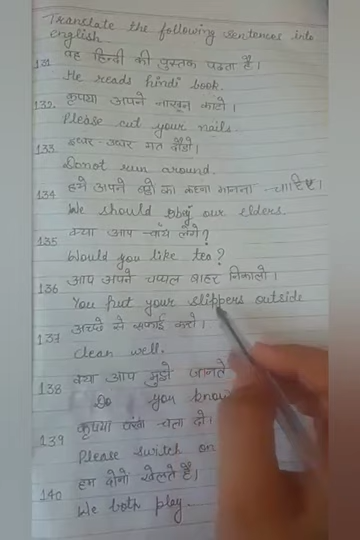 Translate the following sentences into
english.
131. वह हिन्दी की पुस्तक पढता है।
He reads hindi book.
132. कृपया अपने नाखून काटो।
Please cut your nails.
133. इधर-उधर मत दौडो।
Donot run around.
134 हमे अपने बडो का कहना मानना चाहिए।
We should obey our elders.
135 क्या आप चाय लेंगे?
Would you like tea?
136 आप अपने चप्पल बाहर निकालो।
You put your slippers outside
137 अच्छे से सफाई करो।
Clean well.
138 क्या आप मुझे जानते
Do you know
139 कृपया पंखा चला दो।
Please switch on
140 हम दोनो खेलते है।
We both play.